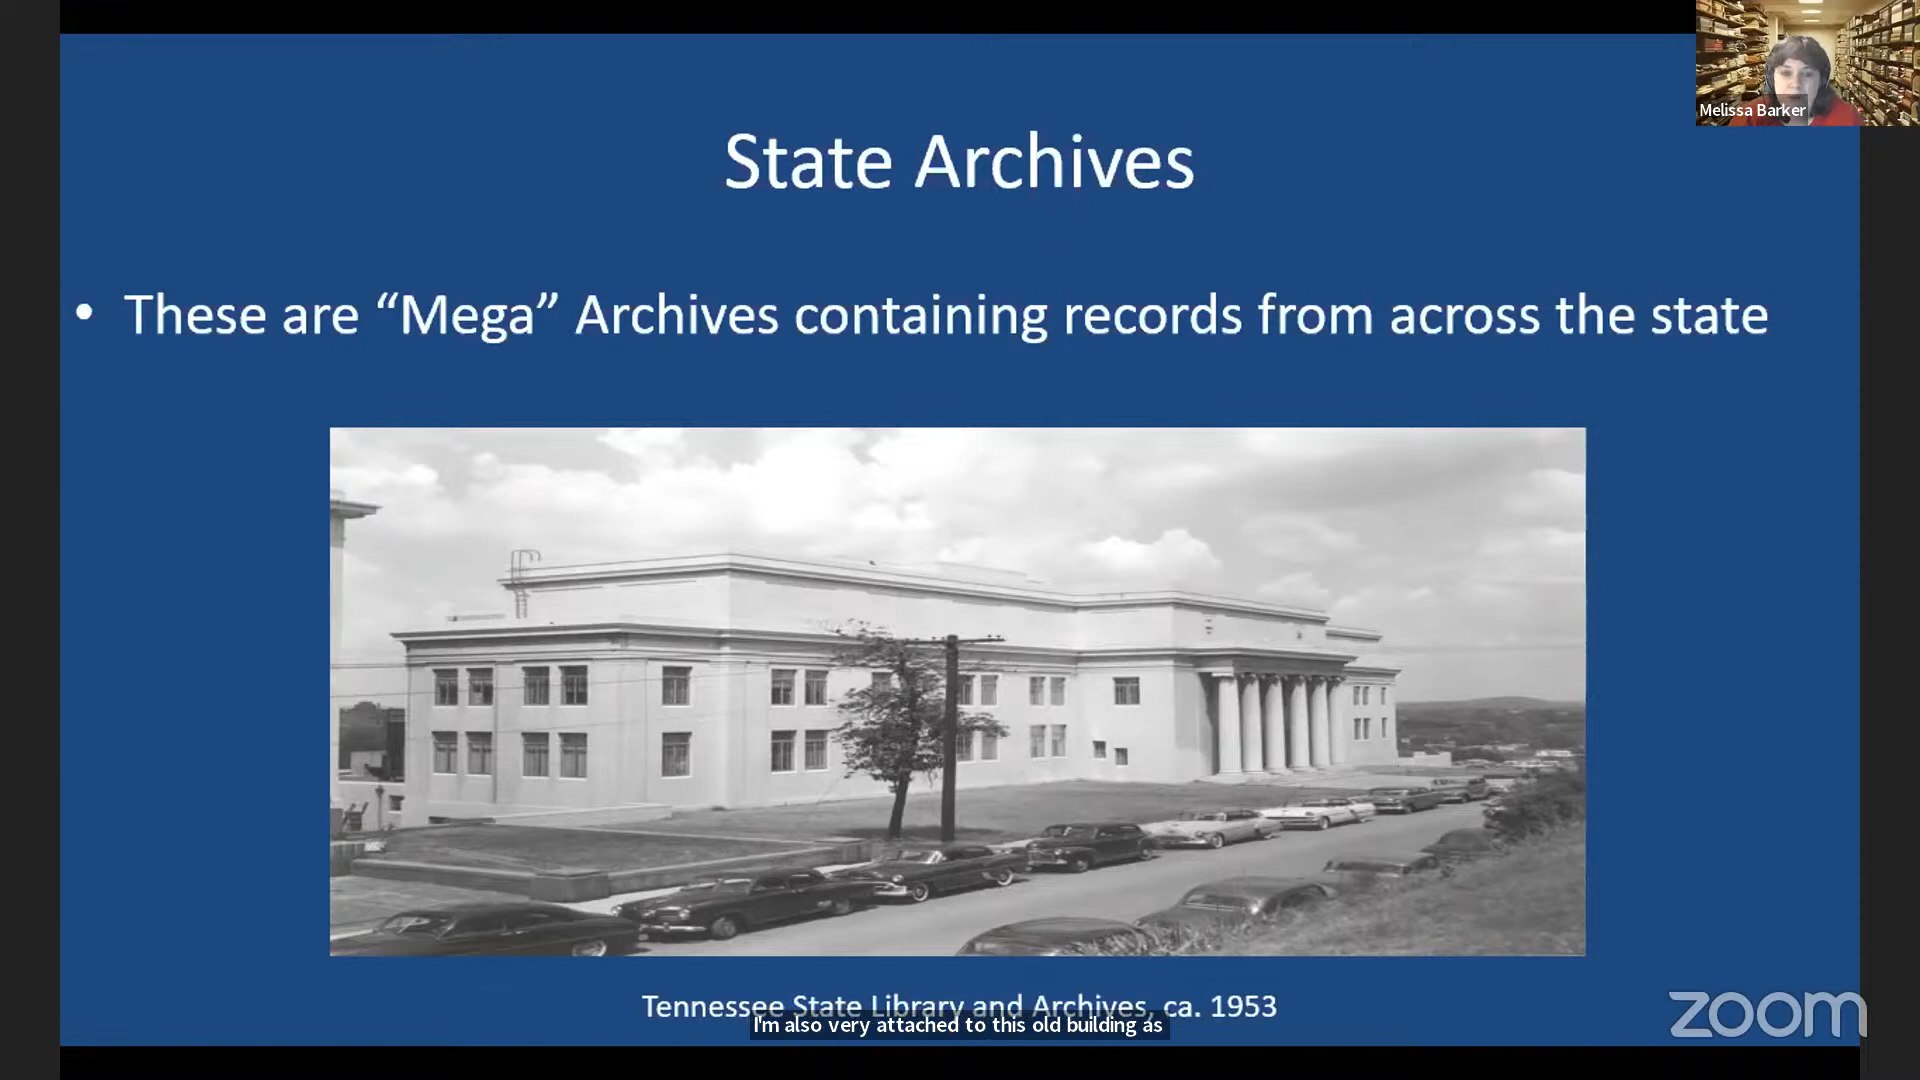 Melissa Barker
State Archives
• These are “Mega” Archives containing records from across the state
Tennessee State Library and Archives, ca. 1953
I'm also very attached to this old building as
zoom